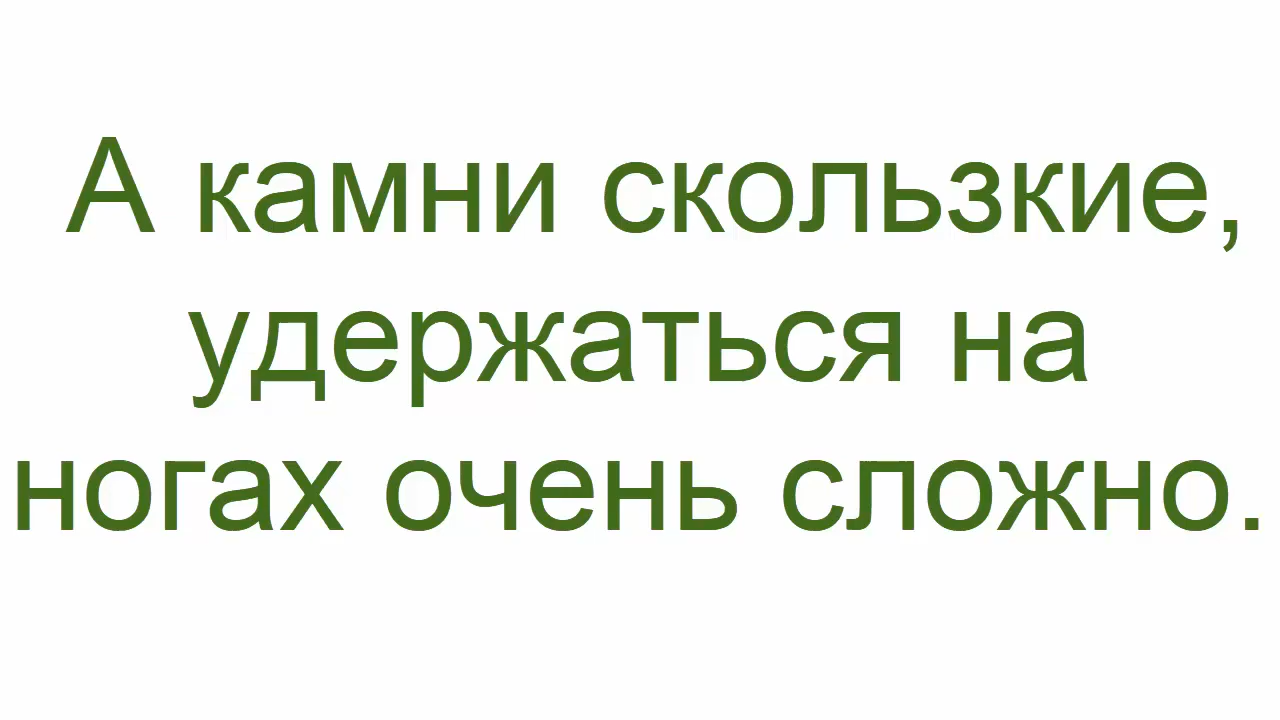 А камни скользкие,
удержаться на
ногах очень сложно.